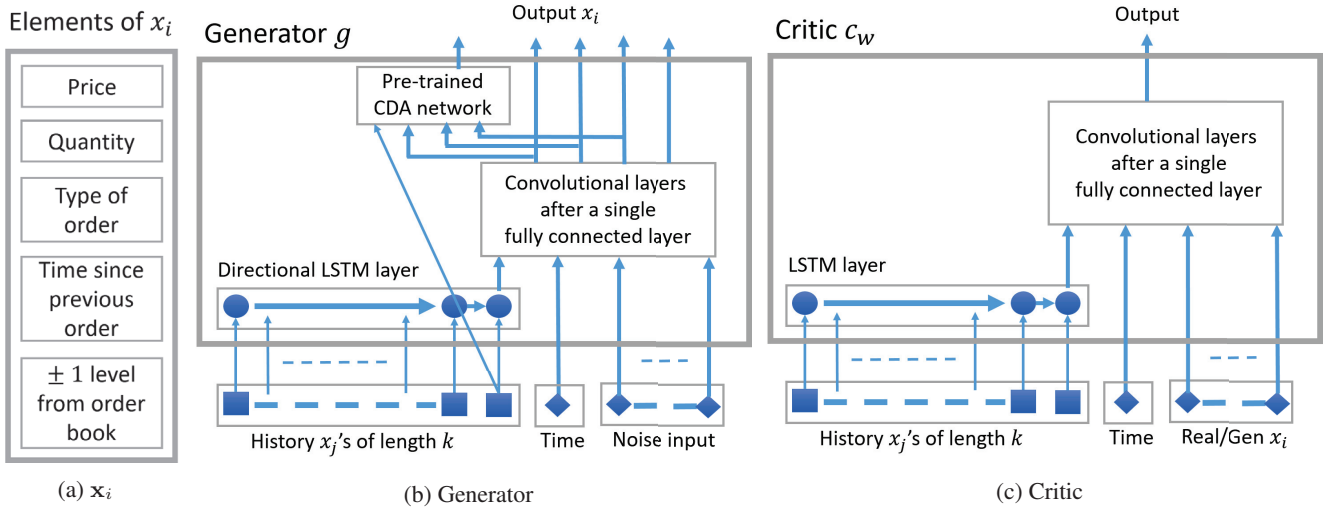 Elements of x_i
Price
Quantity
Type of
order
Time since
previous
order
± 1 level
from order
book
(a) x_i
Generator g
Output x_i
Pre-trained
CDA network
Convolutional layers
after a single
fully connected layer
Directional LSTM layer
History x_j's of length k
Time
Noise input
(b) Generator
Critic c_w
Output
Convolutional layers
after a single
fully connected layer
LSTM layer
History x_j's of length k
Time
Real/Gen x_i
(c) Critic